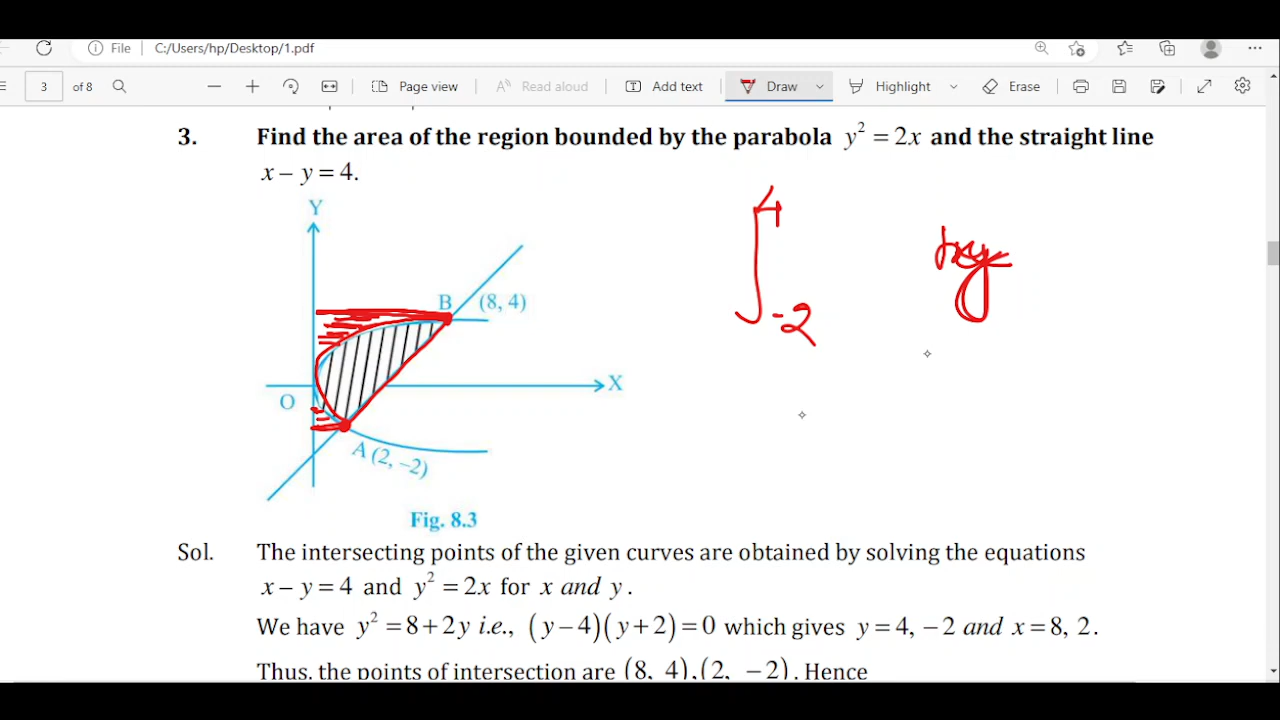 File C:/Users/hp/Desktop/1.pdf
3 of 8 Page view Read aloud Add text Draw Highlight Erase
3. Find the area of the region bounded by the parabola y² = 2x and the straight line
x − y = 4.
Y
∫ 4
-2
B (8, 4)
X
O
A (2, −2)
Fig. 8.3
Sol. The intersecting points of the given curves are obtained by solving the equations
x − y = 4 and y² = 2x for x and y.
We have y² = 8 + 2y i.e., (y − 4)(y + 2) = 0 which gives y = 4, −2 and x = 8, 2.
Thus, the points of intersection are (8, 4), (2, −2). Hence